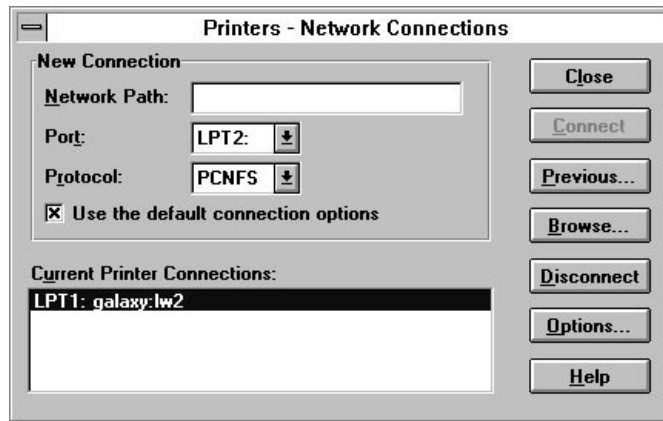 Printers - Network Connections
New Connection
Network Path:
Port: LPT2:
Protocol: PCNFS
Use the default connection options
Current Printer Connections:
LPT1: galaxy:lw2
Close
Connect
Previous...
Browse...
Disconnect
Options...
Help